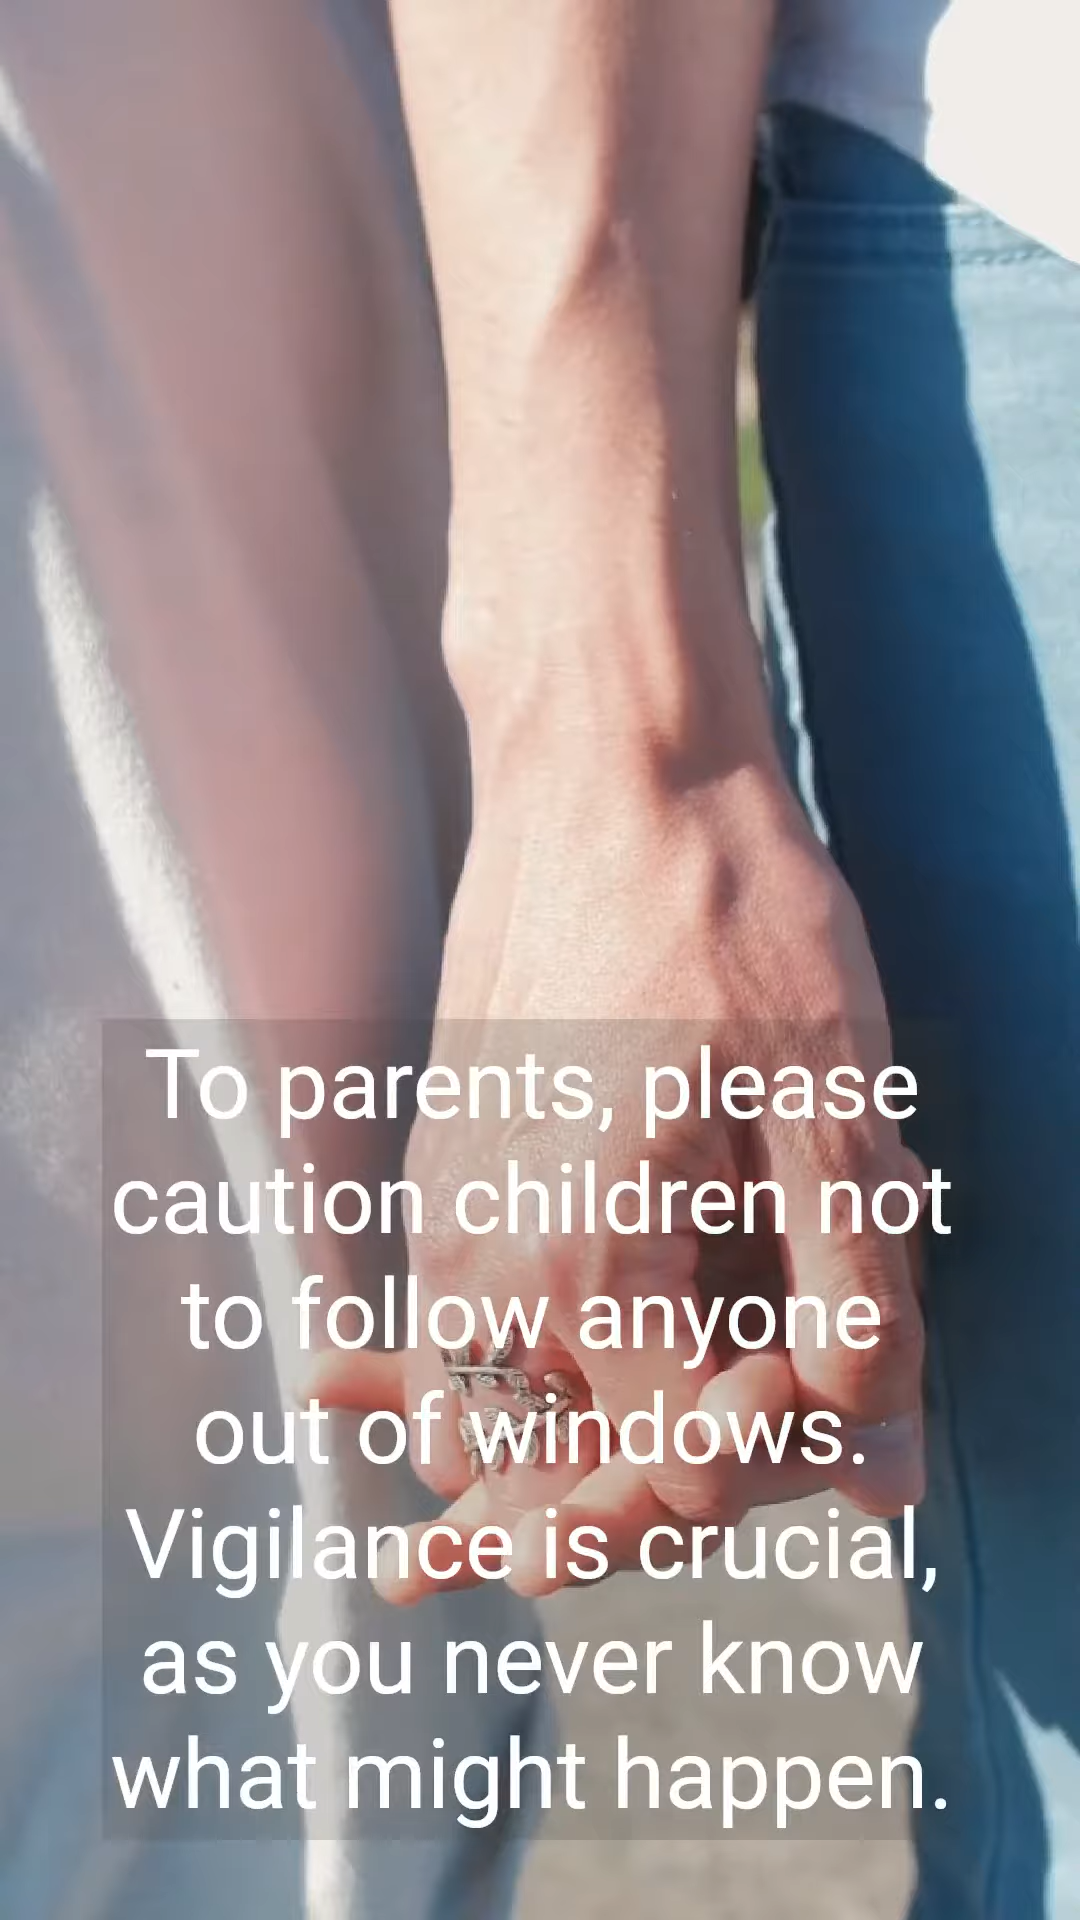 To parents, please
caution children not
to follow anyone
out of windows.
Vigilance is crucial,
as you never know
what might happen.